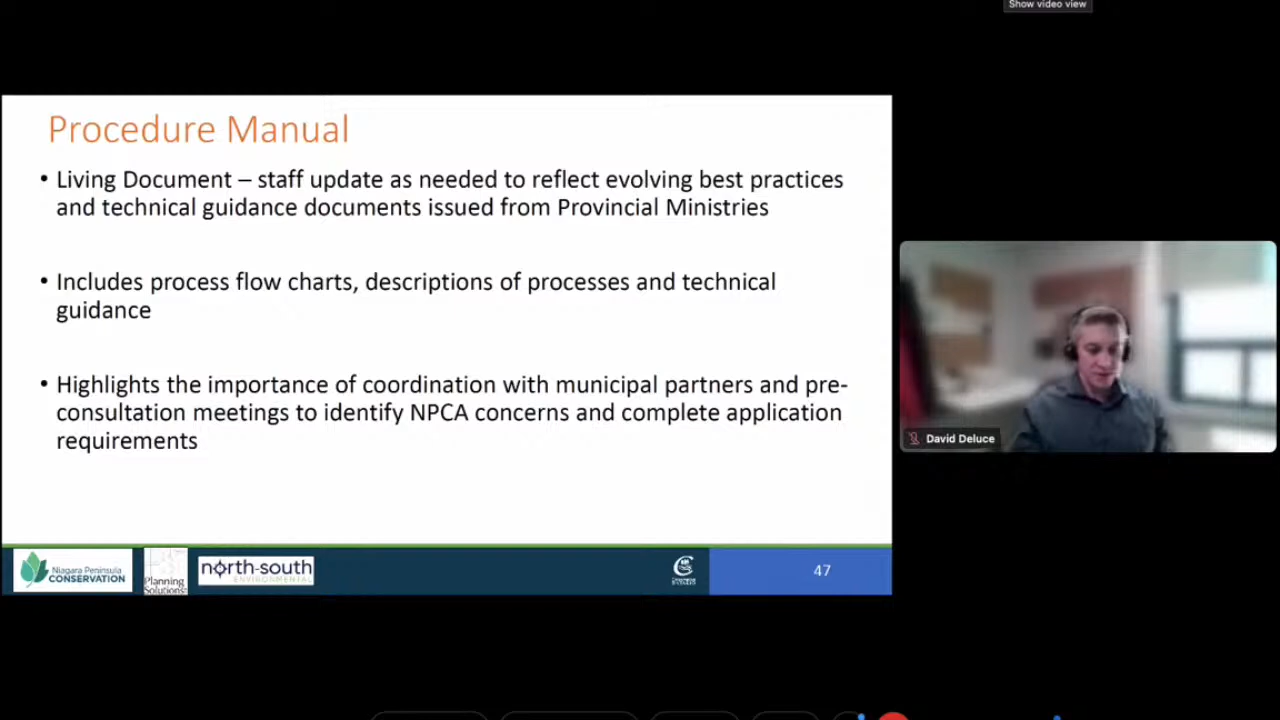 Show video view
Procedure Manual
• Living Document – staff update as needed to reflect evolving best practices
and technical guidance documents issued from Provincial Ministries
• Includes process flow charts, descriptions of processes and technical
guidance
• Highlights the importance of coordination with municipal partners and pre-
consultation meetings to identify NPCA concerns and complete application
requirements
David Deluce
Niagara Peninsula
CONSERVATION
Planning
Solutions
north-south
ENVIRONMENTAL
47